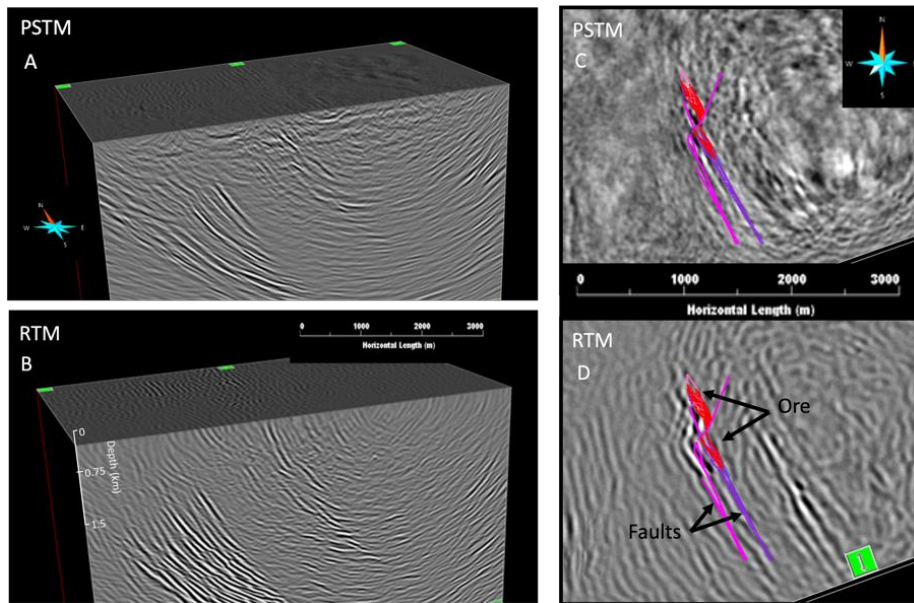 PSTM
A
N
W
E
S
RTM
B
0 1000 2000 3000
Horizontal Length (m)
0
Depth (km)
0.75
1.5
PSTM
C
N
W
S
0 1000 2000 3000
Horizontal Length (m)
RTM
D
Ore
Faults